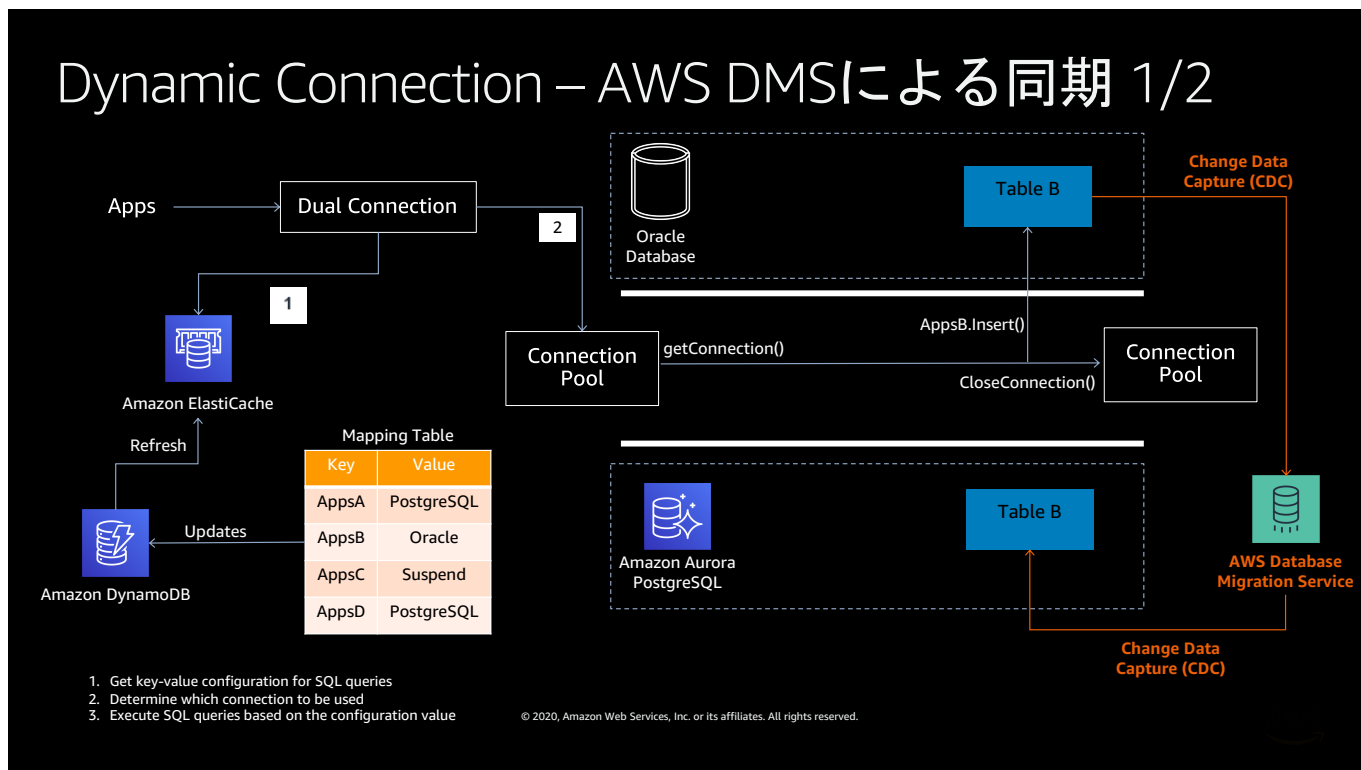 Dynamic Connection – AWS DMSによる同期 1/2
Apps
Dual Connection
2
1
Oracle
Database
Table B
Change Data
Capture (CDC)
Amazon ElastiCache
Refresh
Connection
Pool
getConnection()
AppsB.Insert()
CloseConnection()
Connection
Pool
Mapping Table
Key Value
AppsA PostgreSQL
AppsB Oracle
AppsC Suspend
AppsD PostgreSQL
Updates
Amazon DynamoDB
Amazon Aurora
PostgreSQL
Table B
AWS Database
Migration Service
Change Data
Capture (CDC)
1. Get key-value configuration for SQL queries
2. Determine which connection to be used
3. Execute SQL queries based on the configuration value
© 2020, Amazon Web Services, Inc. or its affiliates. All rights reserved.